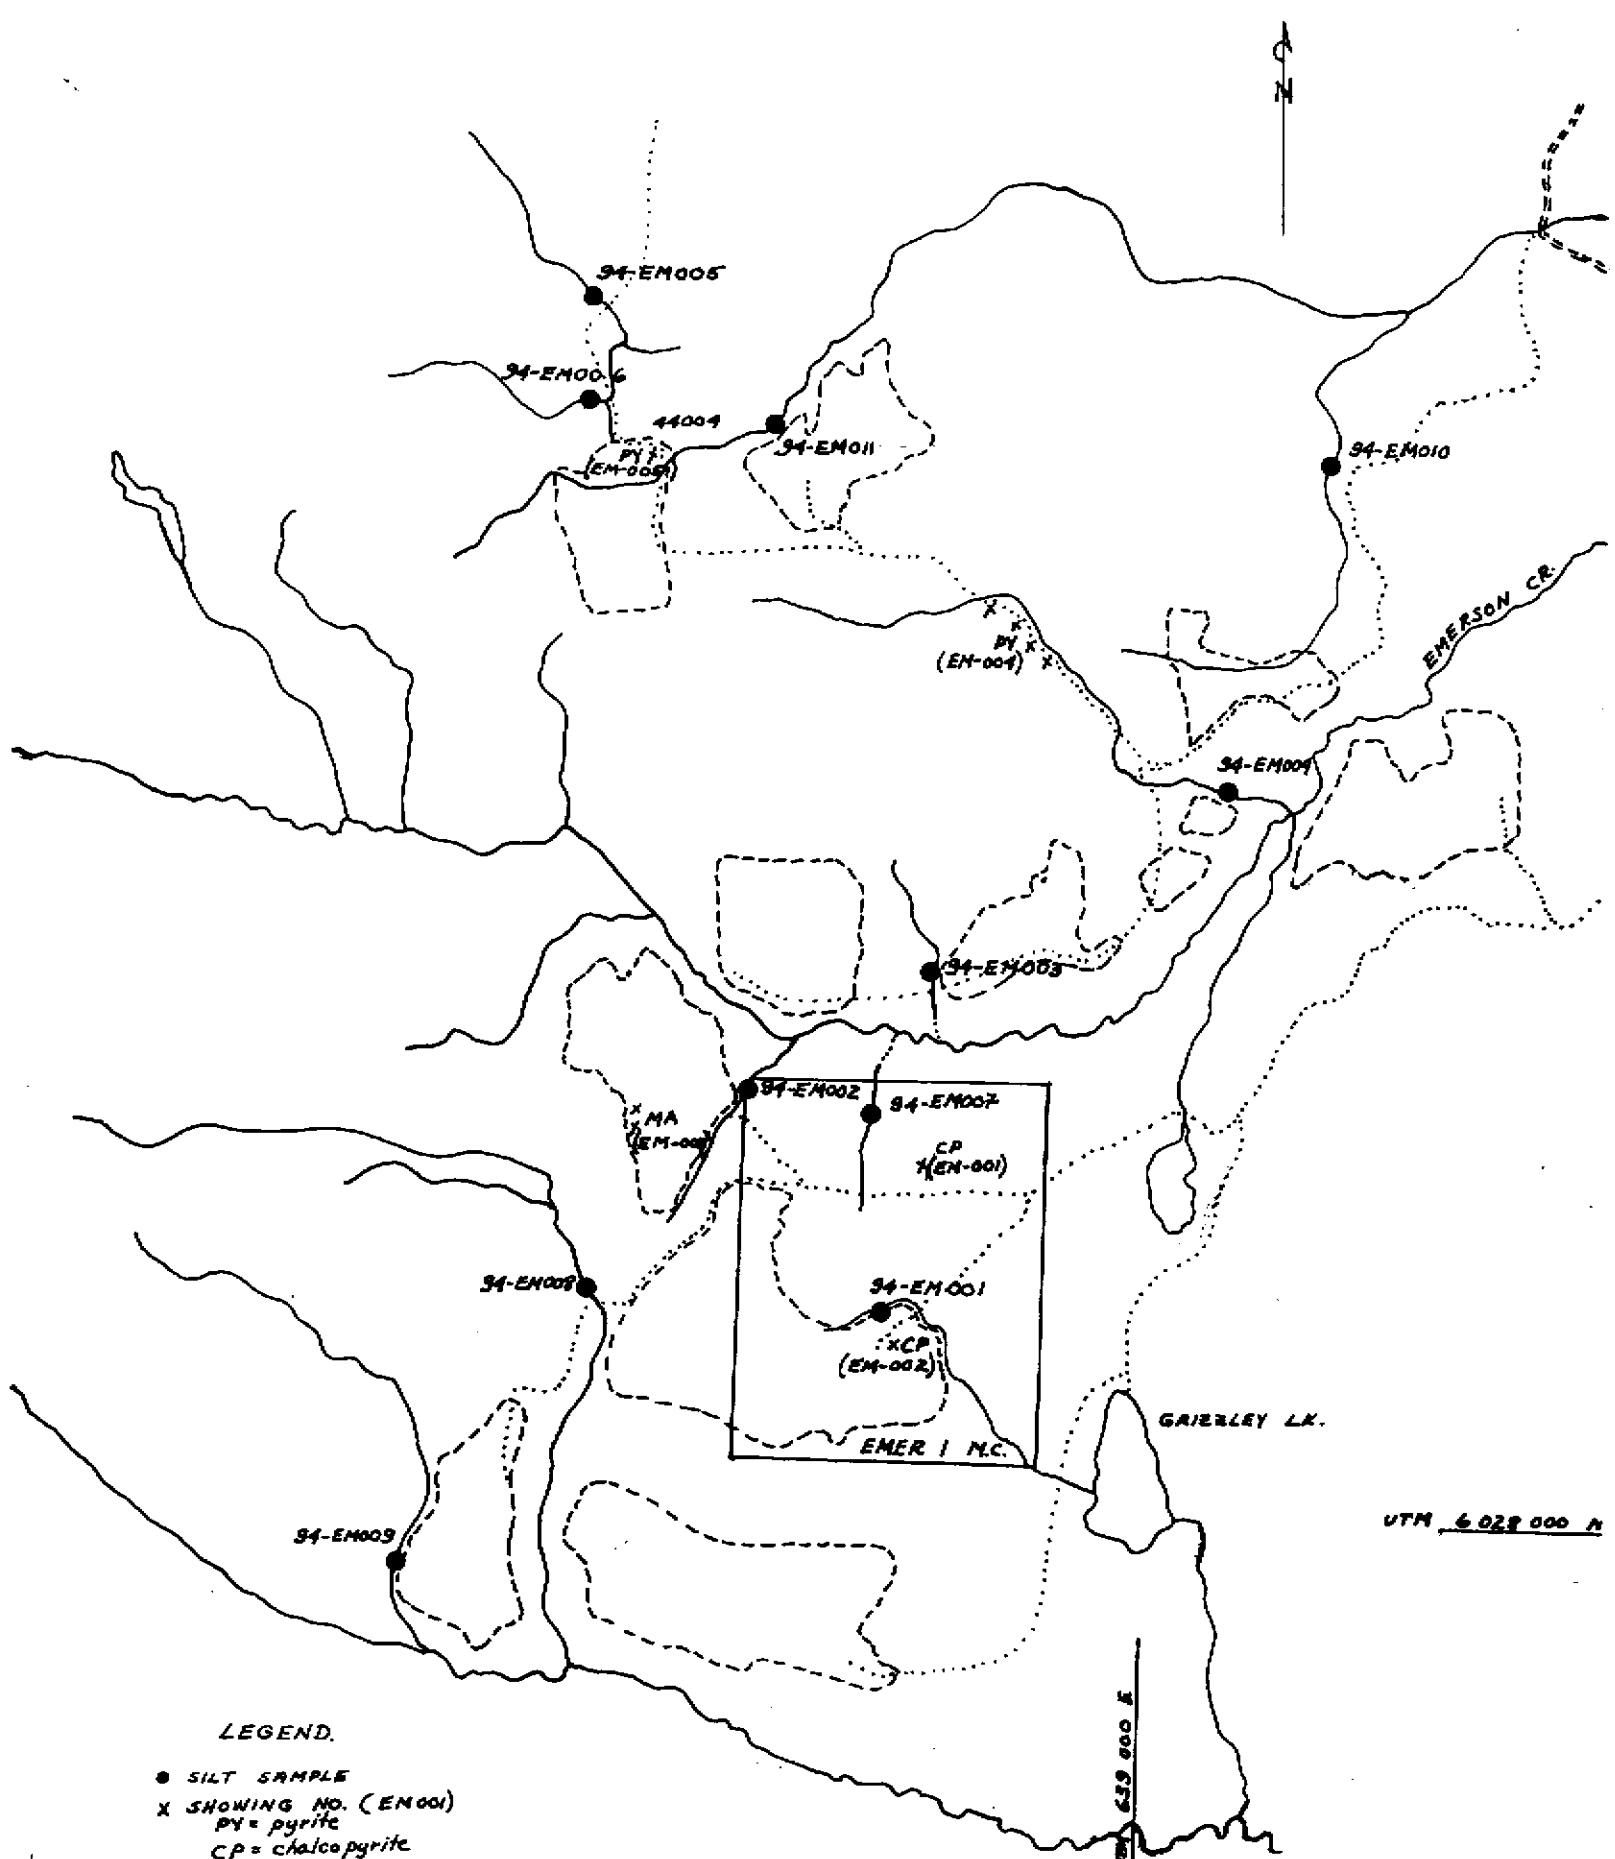 N
94-EM005
94-EM006
44004
PY
(EM-005)
94-EM011
94-EM010
EMERSON CR.
PY
(EM-004)
94-EM004
94-EM003
94-EM002
94-EM007
MA
CP
X(EM-001)
94-EM008
94-EM001
XCP
(EM-002)
GRIZZLEY LK.
EMER 1 M.C.
UTM 6 028 000 N
94-EM009
639 000 E
LEGEND.
SILT SAMPLE
X SHOWING NO. (EM001)
PY = pyrite
CP = chalcopyrite